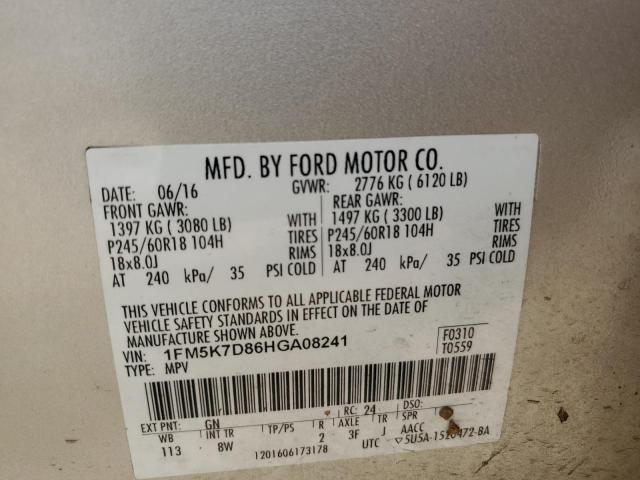 MFD. BY FORD MOTOR CO.
DATE: 06/16 GVWR: 2776 KG ( 6120 LB)
FRONT GAWR: REAR GAWR:
1397 KG ( 3080 LB) WITH 1497 KG ( 3300 LB) WITH
P245/60R18 104H TIRES P245/60R18 104H TIRES
18x8.0J RIMS 18x8.0J RIMS
AT 240 kPa/ 35 PSI COLD AT 240 kPa/ 35 PSI COLD
THIS VEHICLE CONFORMS TO ALL APPLICABLE FEDERAL MOTOR
VEHICLE SAFETY STANDARDS IN EFFECT ON THE DATE OF
MANUFACTURE SHOWN ABOVE.
VIN: 1FM5K7D86HGA08241 F0310
TYPE: MPV T0559
EXT PNT: GN RC: 24 DSO:
WB INT TR TP/PS R AXLE TR SPR
113 8W 2 3F J AACC
1201606173178 UTC